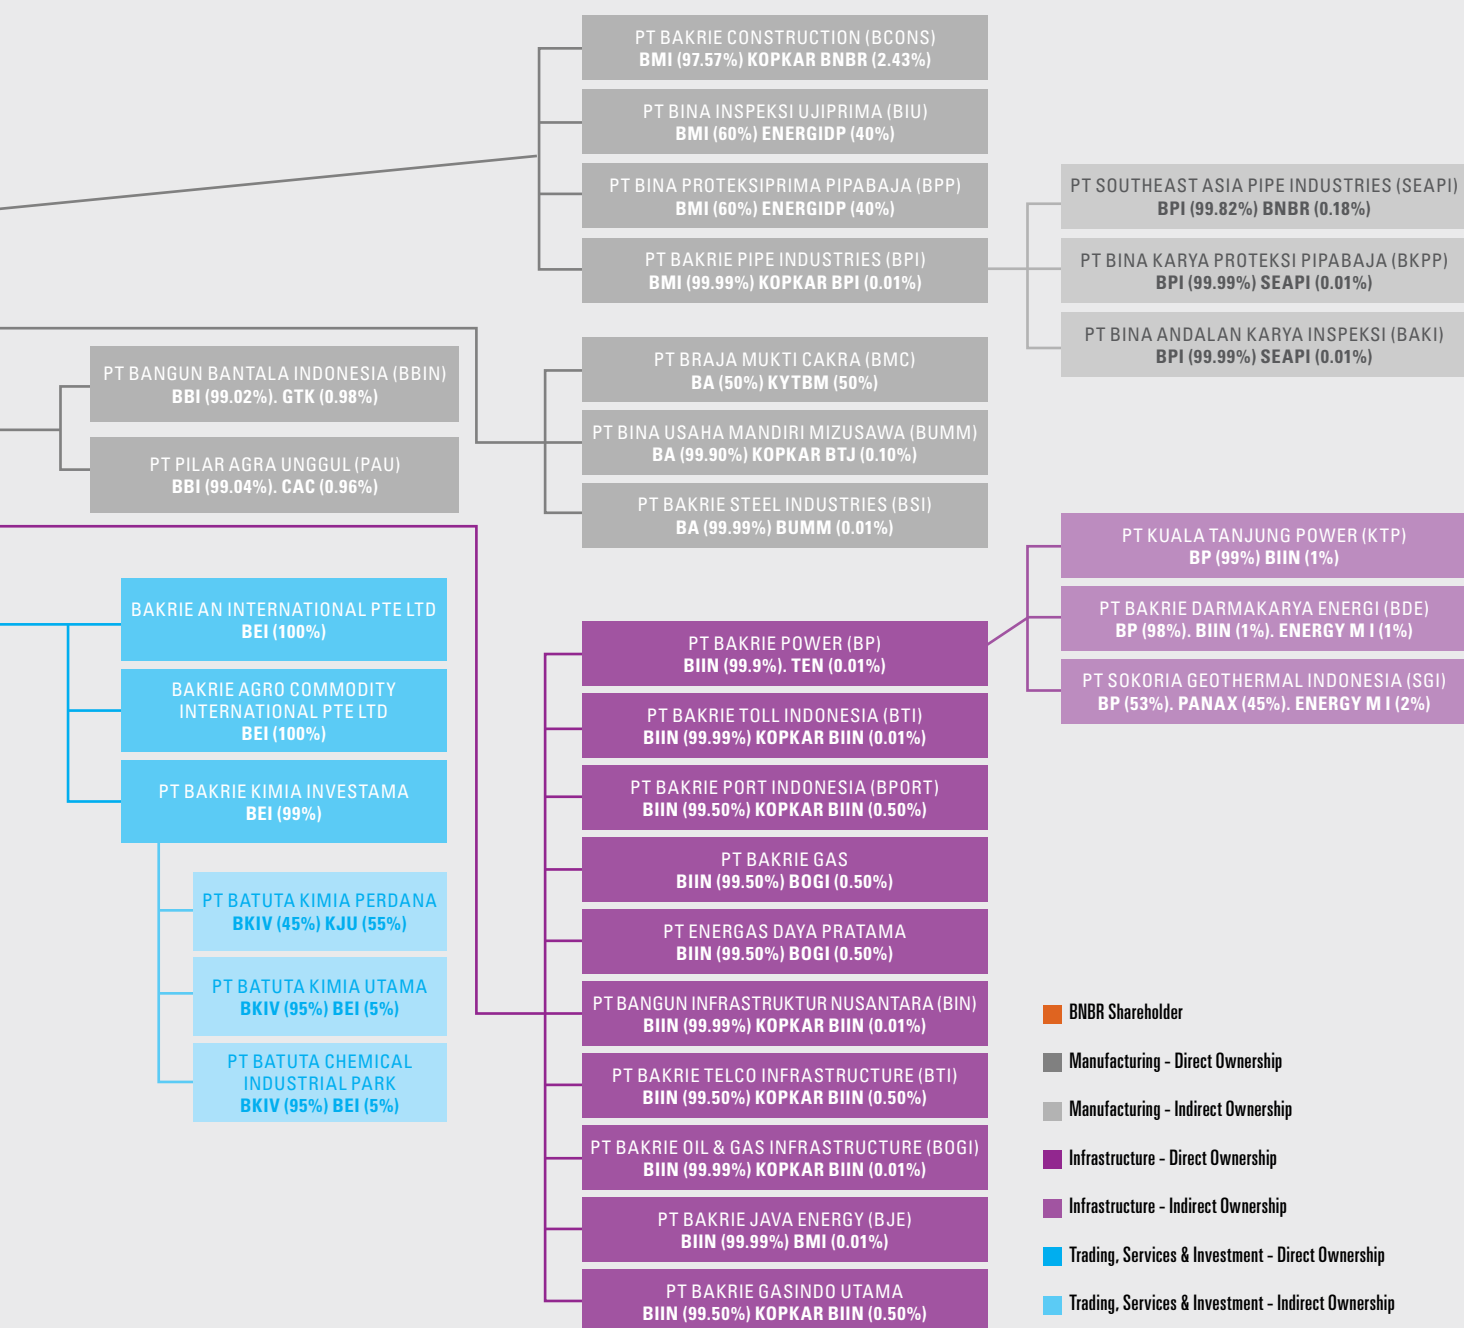 PT BAKRIE CONSTRUCTION (BCONS)
BMI (97.57%) KOPKAR BNBR (2.43%)
PT BINA INSPEKSI UJIPRIMA (BIU)
BMI (60%) ENERGIDP (40%)
PT BINA PROTEKSIPRIMA PIPABAJA (BPP)
BMI (60%) ENERGIDP (40%)
PT BAKRIE PIPE INDUSTRIES (BPI)
BMI (99.99%) KOPKAR BPI (0.01%)
PT SOUTHEAST ASIA PIPE INDUSTRIES (SEAPI)
BPI (99.82%) BNBR (0.18%)
PT BINA KARYA PROTEKSI PIPABAJA (BKPP)
BPI (99.99%) SEAPI (0.01%)
PT BINA ANDALAN KARYA INSPEKSI (BAKI)
BPI (99.99%) SEAPI (0.01%)
PT BANGUN BANTALA INDONESIA (BBIN)
BBI (99.02%). GTK (0.98%)
PT PILAR AGRA UNGGUL (PAU)
BBI (99.04%). CAC (0.96%)
PT BRAJA MUKTI CAKRA (BMC)
BA (50%) KYTBM (50%)
PT BINA USAHA MANDIRI MIZUSAWA (BUMM)
BA (99.90%) KOPKAR BTJ (0.10%)
PT BAKRIE STEEL INDUSTRIES (BSI)
BA (99.99%) BUMM (0.01%)
BAKRIE AN INTERNATIONAL PTE LTD
BEI (100%)
BAKRIE AGRO COMMODITY
INTERNATIONAL PTE LTD
BEI (100%)
PT BAKRIE KIMIA INVESTAMA
BEI (99%)
PT BATUTA KIMIA PERDANA
BKIV (45%) KJU (55%)
PT BATUTA KIMIA UTAMA
BKIV (95%) BEI (5%)
PT BATUTA CHEMICAL
INDUSTRIAL PARK
BKIV (95%) BEI (5%)
PT BAKRIE POWER (BP)
BIIN (99.9%). TEN (0.01%)
PT BAKRIE TOLL INDONESIA (BTI)
BIIN (99.99%) KOPKAR BIIN (0.01%)
PT BAKRIE PORT INDONESIA (BPORT)
BIIN (99.50%) KOPKAR BIIN (0.50%)
PT BAKRIE GAS
BIIN (99.50%) BOGI (0.50%)
PT ENERGAS DAYA PRATAMA
BIIN (99.50%) BOGI (0.50%)
PT BANGUN INFRASTRUKTUR NUSANTARA (BIN)
BIIN (99.99%) KOPKAR BIIN (0.01%)
PT BAKRIE TELCO INFRASTRUCTURE (BTI)
BIIN (99.50%) KOPKAR BIIN (0.50%)
PT BAKRIE OIL & GAS INFRASTRUCTURE (BOGI)
BIIN (99.99%) KOPKAR BIIN (0.01%)
PT BAKRIE JAVA ENERGY (BJE)
BIIN (99.99%) BMI (0.01%)
PT BAKRIE GASINDO UTAMA
BIIN (99.50%) KOPKAR BIIN (0.50%)
PT KUALA TANJUNG POWER (KTP)
BP (99%) BIIN (1%)
PT BAKRIE DARMAKARYA ENERGI (BDE)
BP (98%). BIIN (1%). ENERGY M I (1%)
PT SOKORIA GEOTHERMAL INDONESIA (SGI)
BP (53%). PANAX (45%). ENERGY M I (2%)
BNBR Shareholder
Manufacturing - Direct Ownership
Manufacturing - Indirect Ownership
Infrastructure - Direct Ownership
Infrastructure - Indirect Ownership
Trading, Services & Investment - Direct Ownership
Trading, Services & Investment - Indirect Ownership